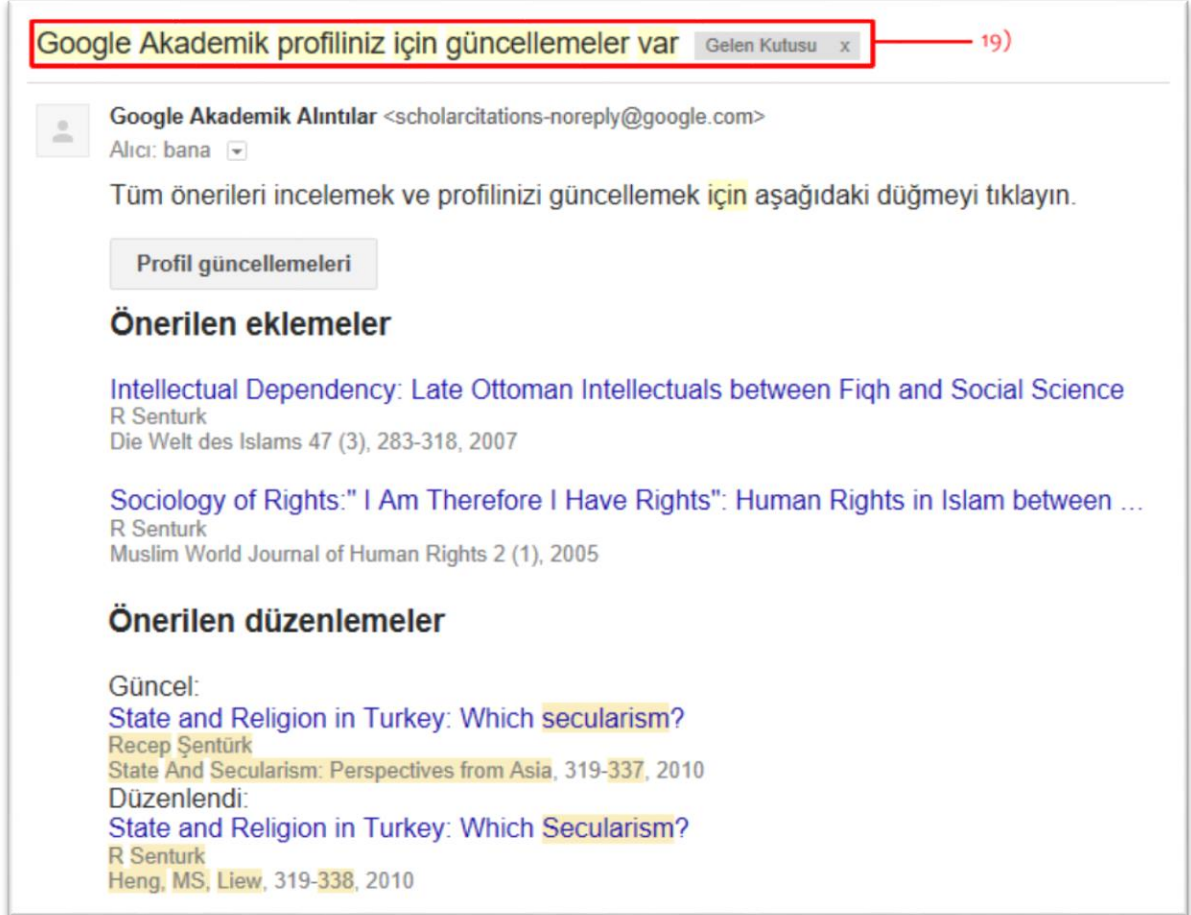 Google Akademik profiliniz için güncellemeler var Gelen Kutusu x 19)
Google Akademik Alıntılar <scholarcitations-noreply@google.com>
Alıcı: bana
Tüm önerileri incelemek ve profilinizi güncellemek için aşağıdaki düğmeyi tıklayın.
Profil güncellemeleri
Önerilen eklemeler
Intellectual Dependency: Late Ottoman Intellectuals between Fiqh and Social Science
R Senturk
Die Welt des Islams 47 (3), 283-318, 2007
Sociology of Rights:" I Am Therefore I Have Rights": Human Rights in Islam between ...
R Senturk
Muslim World Journal of Human Rights 2 (1), 2005
Önerilen düzenlemeler
Güncel:
State and Religion in Turkey: Which secularism?
Recep Şentürk
State And Secularism: Perspectives from Asia, 319-337, 2010
Düzenlendi:
State and Religion in Turkey: Which Secularism?
R Senturk
Heng, MS, Liew, 319-338, 2010